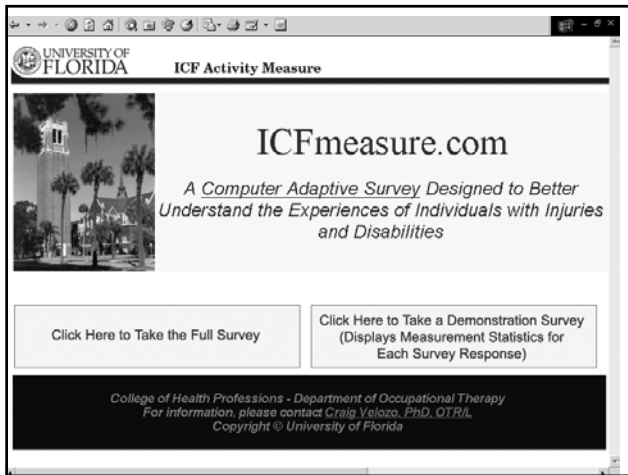 UNIVERSITY OF
FLORIDA
ICF Activity Measure
ICFmeasure.com
A Computer Adaptive Survey Designed to Better
Understand the Experiences of Individuals with Injuries
and Disabilities
Click Here to Take the Full Survey
Click Here to Take a Demonstration Survey
(Displays Measurement Statistics for
Each Survey Response)
College of Health Professions - Department of Occupational Therapy
For information, please contact Craig Velozo, PhD, OTR/L
Copyright © University of Florida